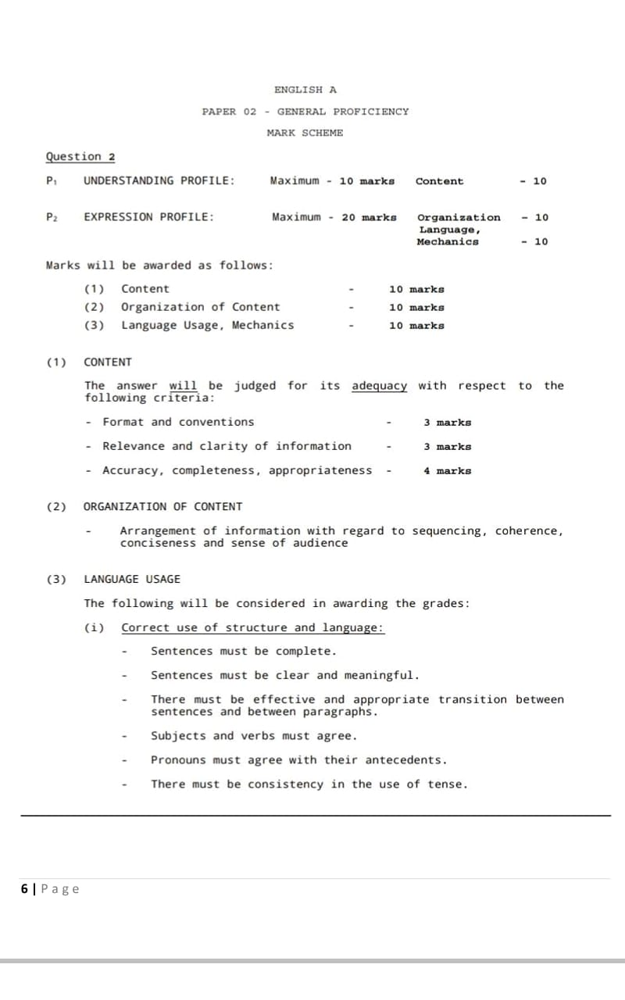 ENGLISH A
PAPER 02 - GENERAL PROFICIENCY
MARK SCHEME
Question 2
P1 UNDERSTANDING PROFILE: Maximum - 10 marks Content - 10
P2 EXPRESSION PROFILE: Maximum - 20 marks Organization - 10
Language,
Mechanics - 10
Marks will be awarded as follows:
(1) Content - 10 marks
(2) Organization of Content - 10 marks
(3) Language Usage, Mechanics - 10 marks
(1) CONTENT
The answer will be judged for its adequacy with respect to the
following criteria:
- Format and conventions - 3 marks
- Relevance and clarity of information - 3 marks
- Accuracy, completeness, appropriateness - 4 marks
(2) ORGANIZATION OF CONTENT
- Arrangement of information with regard to sequencing, coherence,
conciseness and sense of audience
(3) LANGUAGE USAGE
The following will be considered in awarding the grades:
(i) Correct use of structure and language:
- Sentences must be complete.
- Sentences must be clear and meaningful.
- There must be effective and appropriate transition between
sentences and between paragraphs.
- Subjects and verbs must agree.
- Pronouns must agree with their antecedents.
- There must be consistency in the use of tense.
6 | Page